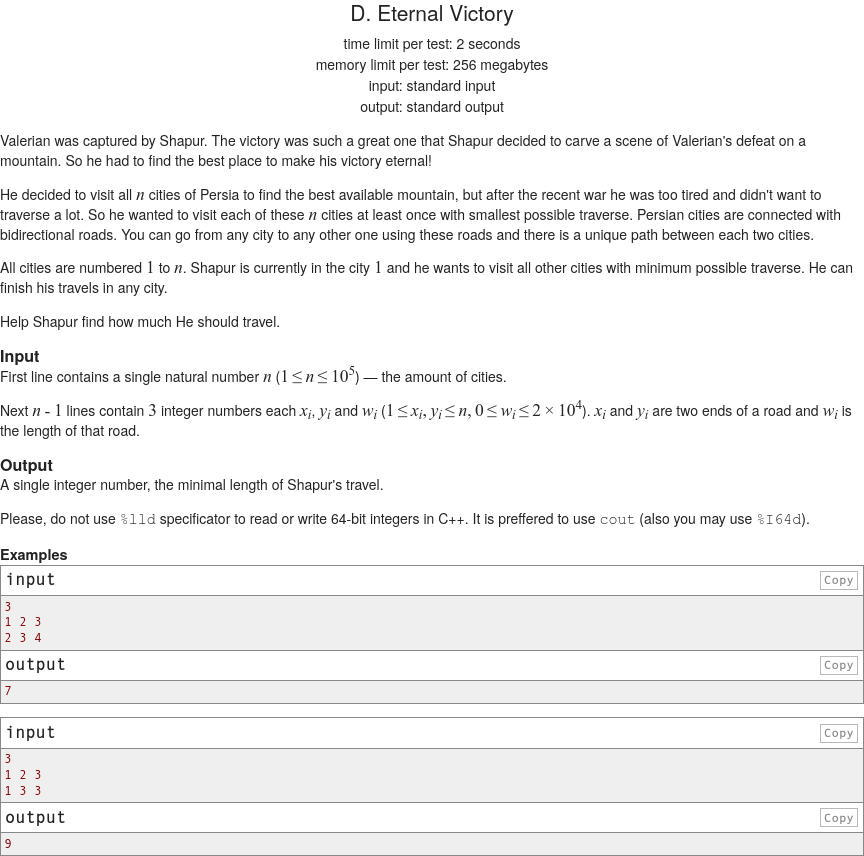 D. Eternal Victory
time limit per test: 2 seconds
memory limit per test: 256 megabytes
input: standard input
output: standard output
Valerian was captured by Shapur. The victory was such a great one that Shapur decided to carve a scene of Valerian's defeat on a
mountain. So he had to find the best place to make his victory eternal!
He decided to visit all n cities of Persia to find the best available mountain, but after the recent war he was too tired and didn't want to
traverse a lot. So he wanted to visit each of these n cities at least once with smallest possible traverse. Persian cities are connected with
bidirectional roads. You can go from any city to any other one using these roads and there is a unique path between each two cities.
All cities are numbered 1 to n. Shapur is currently in the city 1 and he wants to visit all other cities with minimum possible traverse. He can
finish his travels in any city.
Help Shapur find how much He should travel.
Input
First line contains a single natural number n (1 ≤ n ≤ 10^5) — the amount of cities.
Next n - 1 lines contain 3 integer numbers each x_i, y_i and w_i (1 ≤ x_i, y_i ≤ n, 0 ≤ w_i ≤ 2 × 10^4). x_i and y_i are two ends of a road and w_i is
the length of that road.
Output
A single integer number, the minimal length of Shapur's travel.
Please, do not use %lld specificator to read or write 64-bit integers in C++. It is preffered to use cout (also you may use %I64d).
Examples
input
Copy
3
1 2 3
2 3 4
output
Copy
7
input
Copy
3
1 2 3
1 3 3
output
Copy
9